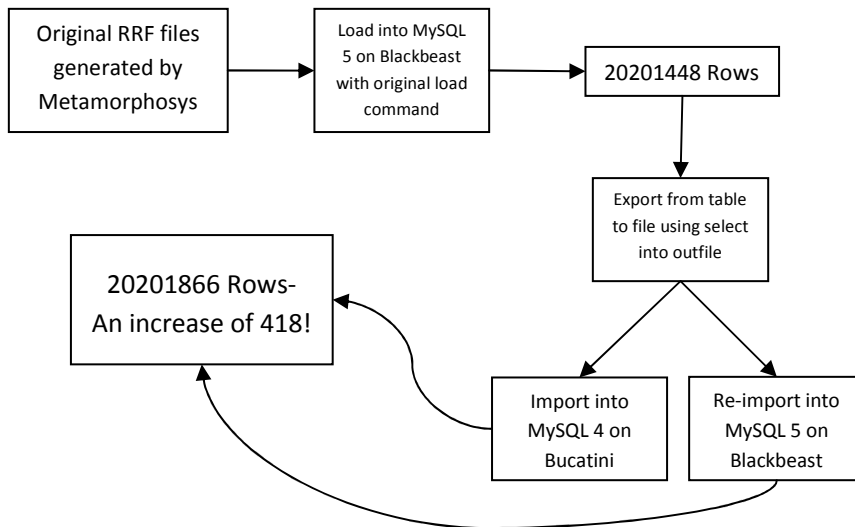 Original RRF files
generated by
Metamorphosys
Load into MySQL
5 on Blackbeast
with original load
command
20201448 Rows
Export from table
to file using select
into outfile
20201866 Rows-
An increase of 418!
Import into
MySQL 4 on
Bucatini
Re-import into
MySQL 5 on
Blackbeast